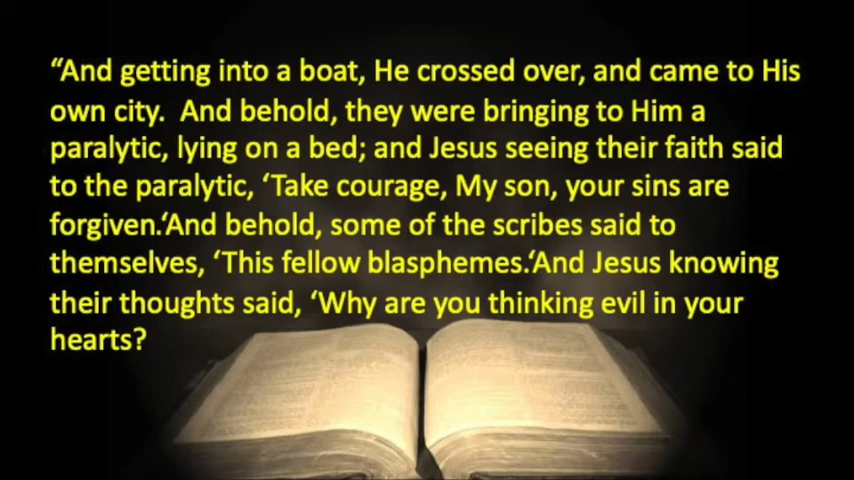 “And getting into a boat, He crossed over, and came to His
own city.  And behold, they were bringing to Him a
paralytic, lying on a bed; and Jesus seeing their faith said
to the paralytic, ‘Take courage, My son, your sins are
forgiven.‘And behold, some of the scribes said to
themselves, ‘This fellow blasphemes.‘And Jesus knowing
their thoughts said, ‘Why are you thinking evil in your
hearts?